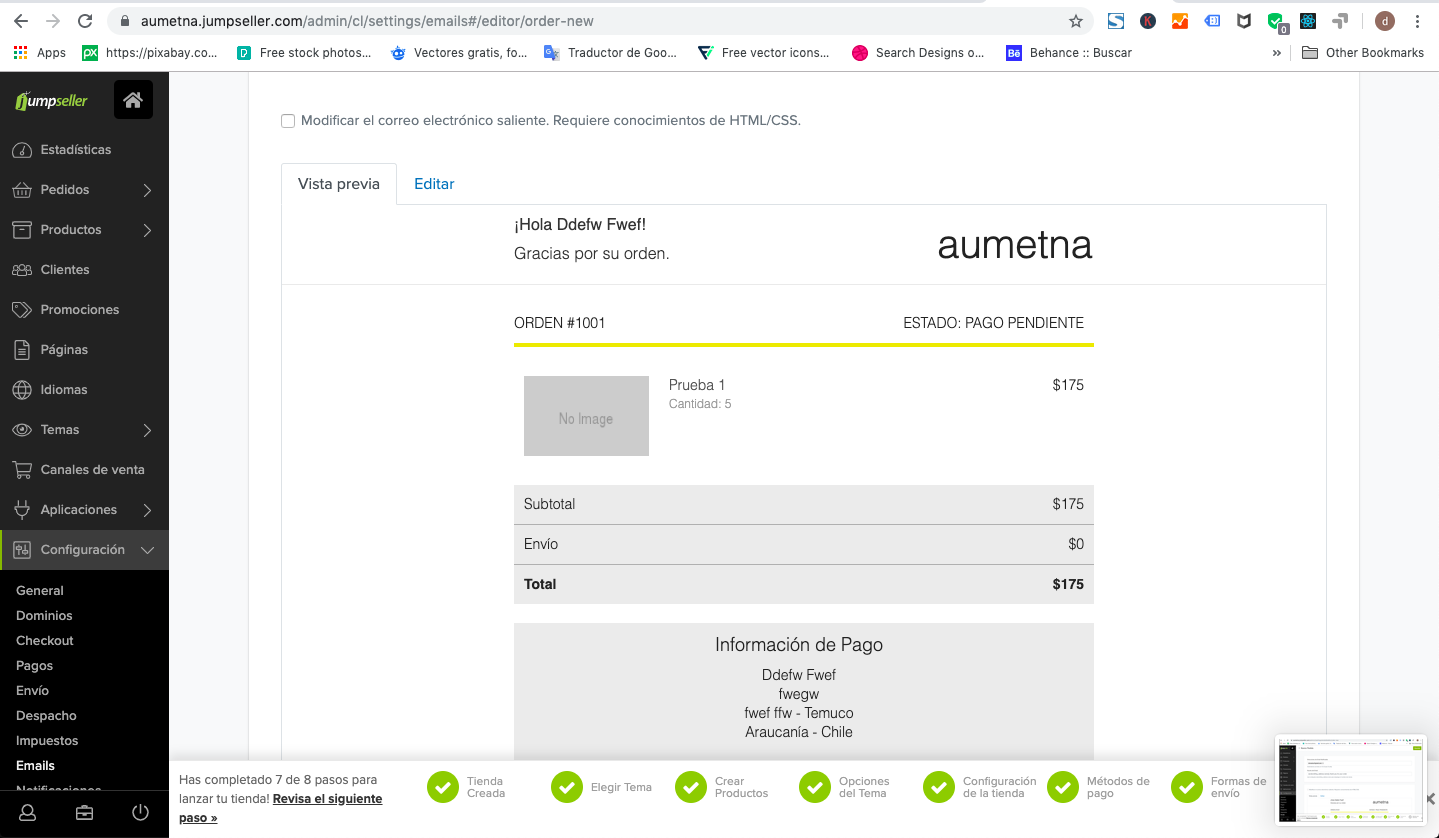 aumetna.jumpseller.com/admin/cl/settings/emails#/editor/order-new
0
d
Apps
px
https://pixabay.co...
Free stock photos...
Vectores gratis, fo...
Traductor de Goo...
Free vector icons...
Search Designs o...
Bē
Behance :: Buscar
»
Other Bookmarks
jumpseller
Estadísticas
Pedidos
Productos
Clientes
Promociones
Páginas
Idiomas
Temas
Canales de venta
Aplicaciones
Configuración
General
Dominios
Checkout
Pagos
Envío
Despacho
Impuestos
Emails
Notificaciones
Modificar el correo electrónico saliente. Requiere conocimientos de HTML/CSS.
Vista previa
Editar
¡Hola Ddefw Fwef!
Gracias por su orden.
aumetna
ORDEN #1001
ESTADO: PAGO PENDIENTE
No Image
Prueba 1
Cantidad: 5
$175
Subtotal
$175
Envío
$0
Total
$175
Información de Pago
Ddefw Fwef
fwegw
fwef ffw - Temuco
Araucanía - Chile
Has completado 7 de 8 pasos para
lanzar tu tienda! Revisa el siguiente
paso »
Tienda
Creada
Elegir Tema
Crear
Productos
Opciones
del Tema
Configuración
de la tienda
Métodos de
pago
Formas de
envío
aumetna